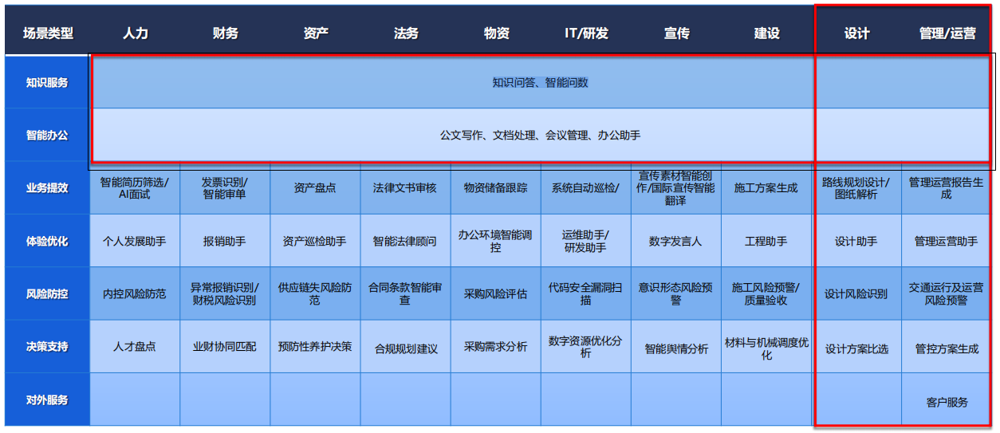 场景类型 人力 财务 资产 法务 物资 IT/研发 宣传 建设 设计 管理/运营
知识服务 知识问答、智能问数
智能办公 公文写作、文档处理、会议管理、办公助手
业务提效
智能简历筛选/
AI面试
发票识别/
智能审单
资产盘点
法律文书审核
物资储备跟踪
系统自动巡检/
宣传素材智能创
作/国际宣传智能
翻译
施工方案生成
路线规划设计/
图纸解析
管理运营报告生
成
体验优化
个人发展助手
报销助手
资产巡检助手
智能法律顾问
办公环境智能调
控
运维助手/
研发助手
数字发言人
工程助手
设计助手
管理运营助手
风险防控
内控风险防范
异常报销识别/
财税风险识别
供应链失风险防
范
合同条款智能审
查
采购风险评估
代码安全漏洞扫
描
意识形态风险预
警
施工风险预警/
质量验收
设计风险识别
交通运行及运营
风险预警
决策支持
人才盘点
业财协同匹配
预防性养护决策
合规规划建议
采购需求分析
数字资源优化分
析
智能舆情分析
材料与机械调度优
化
设计方案比选
管控方案生成
对外服务
客户服务